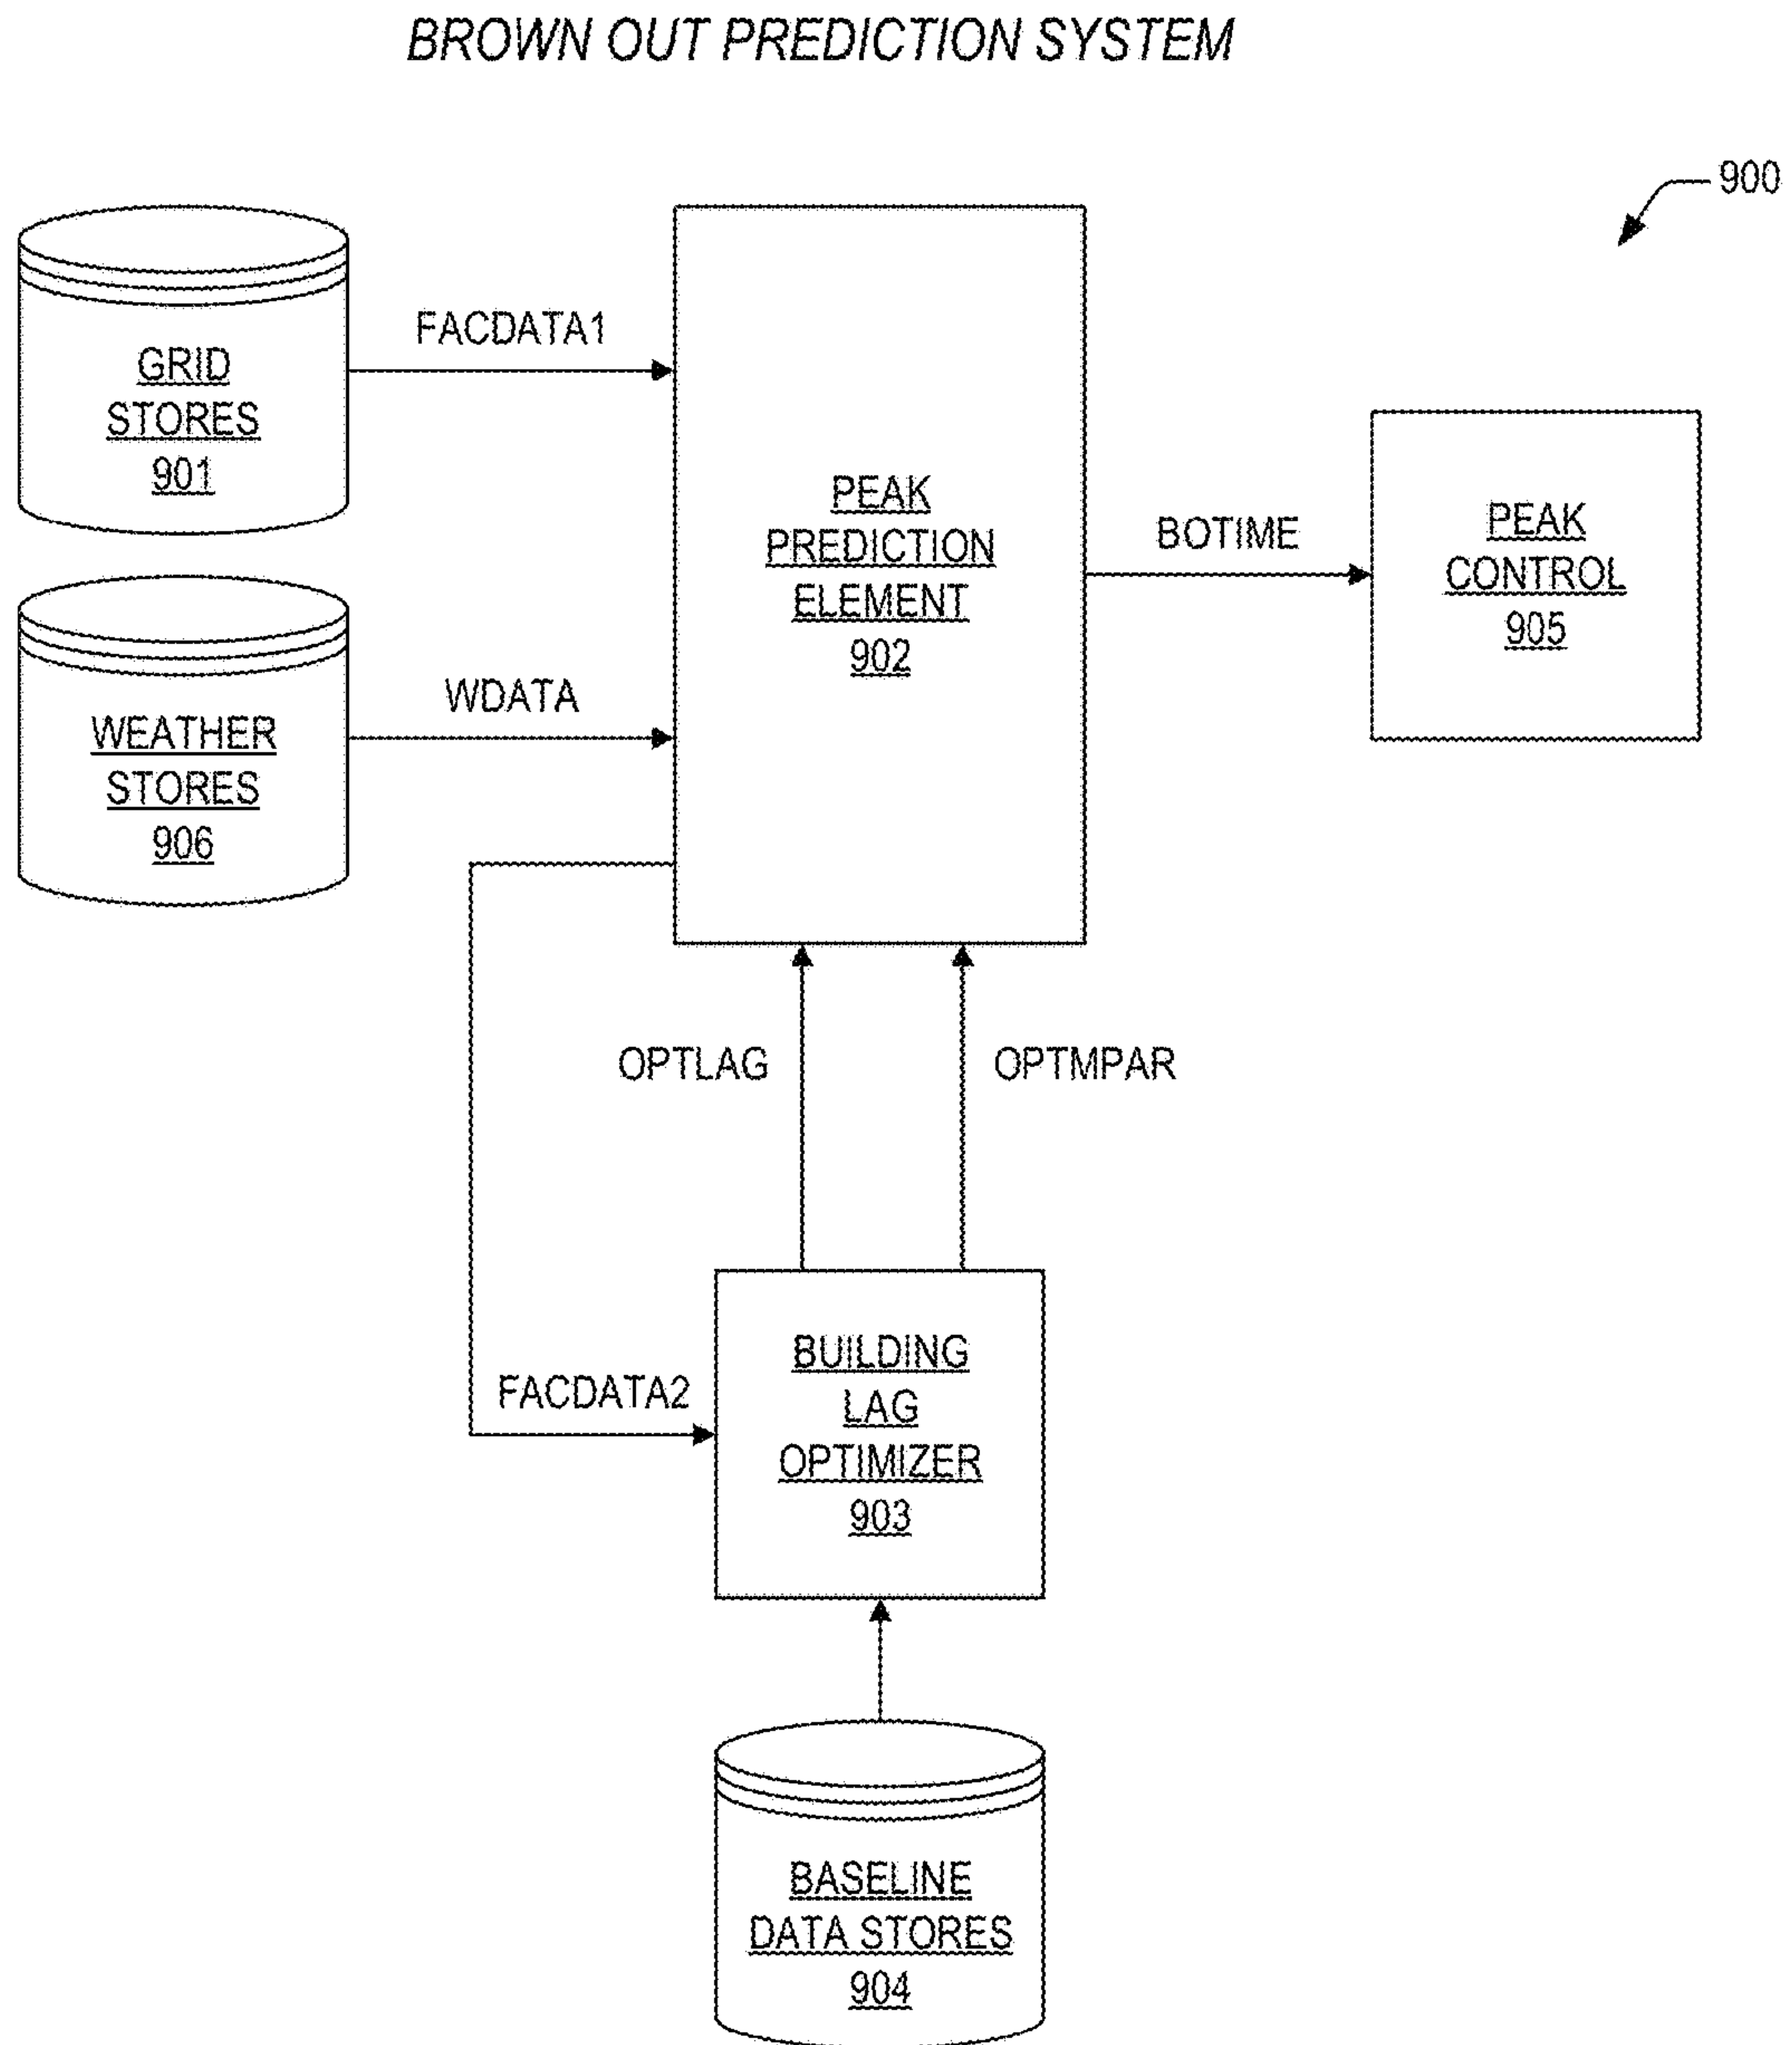 BROWN OUT PREDICTION SYSTEM
900
GRID
STORES
901
FACDATA1
PEAK
PREDICTION
ELEMENT
902
BOTIME
PEAK
CONTROL
905
WEATHER
STORES
906
WDATA
OPTLAG
OPTMPAR
FACDATA2
BUILDING
LAG
OPTIMIZER
903
BASELINE
DATA STORES
904